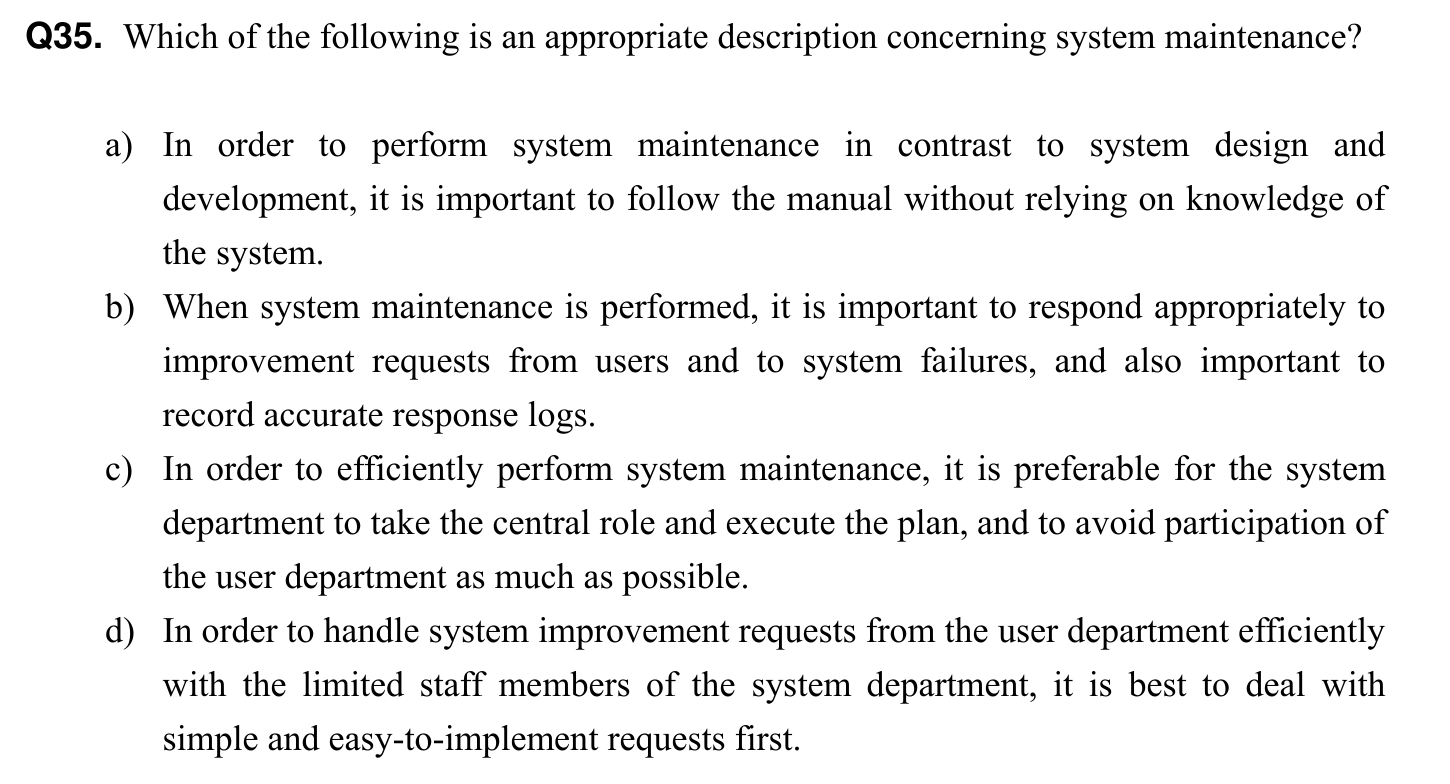 Q35. Which of the following is an appropriate description concerning system maintenance?
a) In order to perform system maintenance in contrast to system design and
development, it is important to follow the manual without relying on knowledge of
the system.
b) When system maintenance is performed, it is important to respond appropriately to
improvement requests from users and to system failures, and also important to
record accurate response logs.
c) In order to efficiently perform system maintenance, it is preferable for the system
department to take the central role and execute the plan, and to avoid participation of
the user department as much as possible.
d) In order to handle system improvement requests from the user department efficiently
with the limited staff members of the system department, it is best to deal with
simple and easy-to-implement requests first.